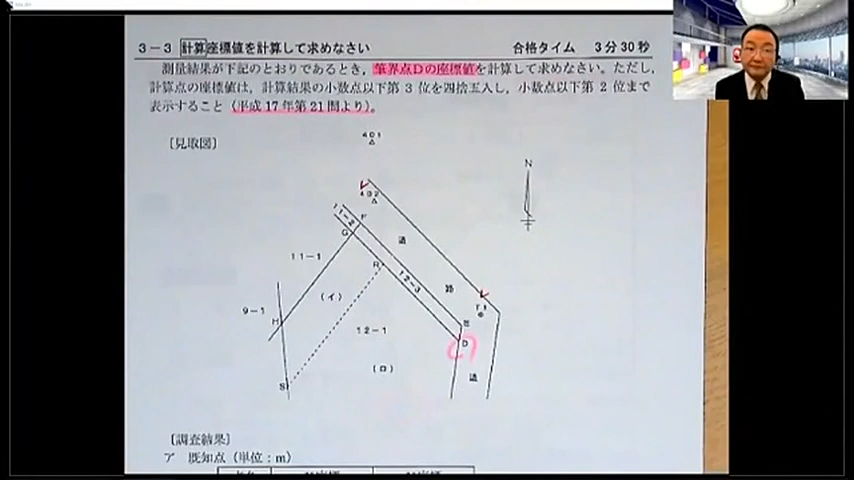 3-3 計算座標値を計算して求めなさい 合格タイム 3分30秒
測量結果が下記のとおりであるとき，筆界点Dの座標値を計算して求めなさい。ただし，
計算点の座標値は，計算結果の小数点以下第3位を四捨五入し，小数点以下第2位まで
表示すること（平成17年第21問より）。
〔見取図〕
401
N
402
11-2
F
G
道
11-1
R
12-3
路
（イ）
9-1
T1
H
E
12-1
D
（ロ）
道
S
〔調査結果〕
ア 既知点（単位：m）